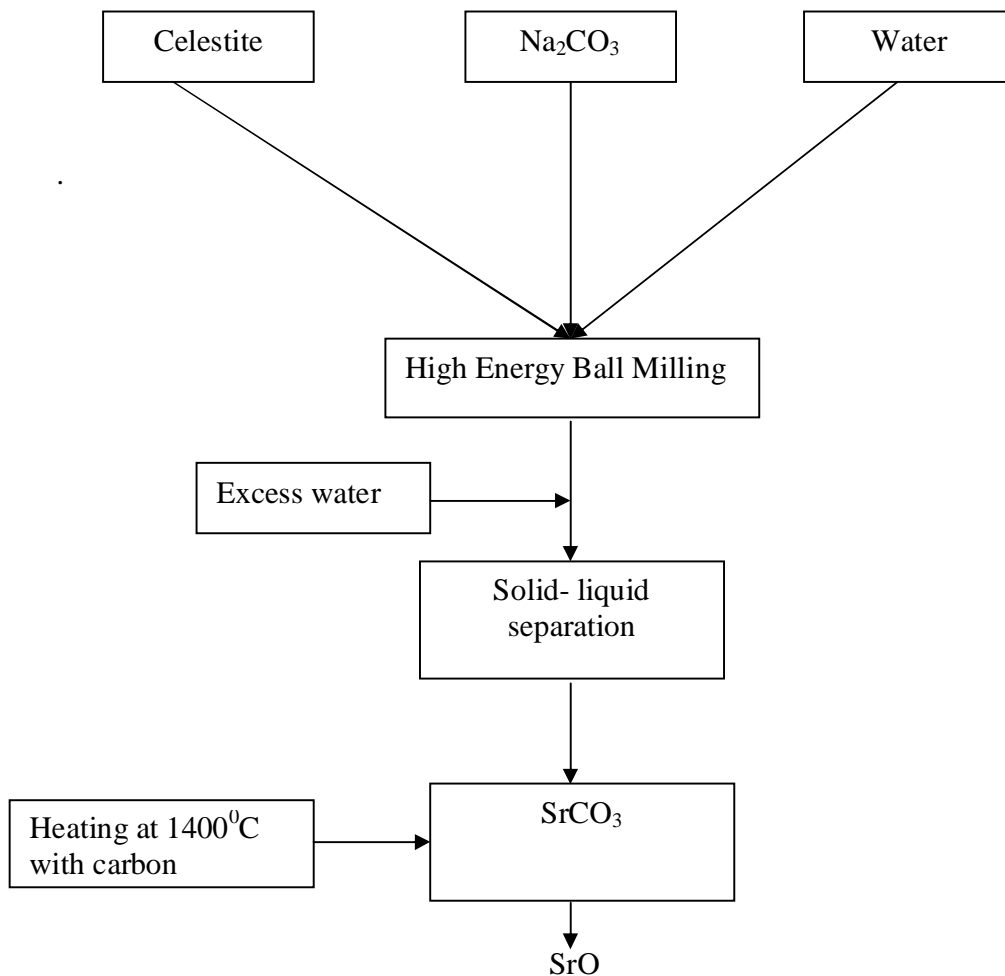 Celestite
Na₂CO₃
Water
.
High Energy Ball Milling
Excess water
Solid- liquid
separation
SrCO₃
Heating at 1400⁰C
with carbon
SrO